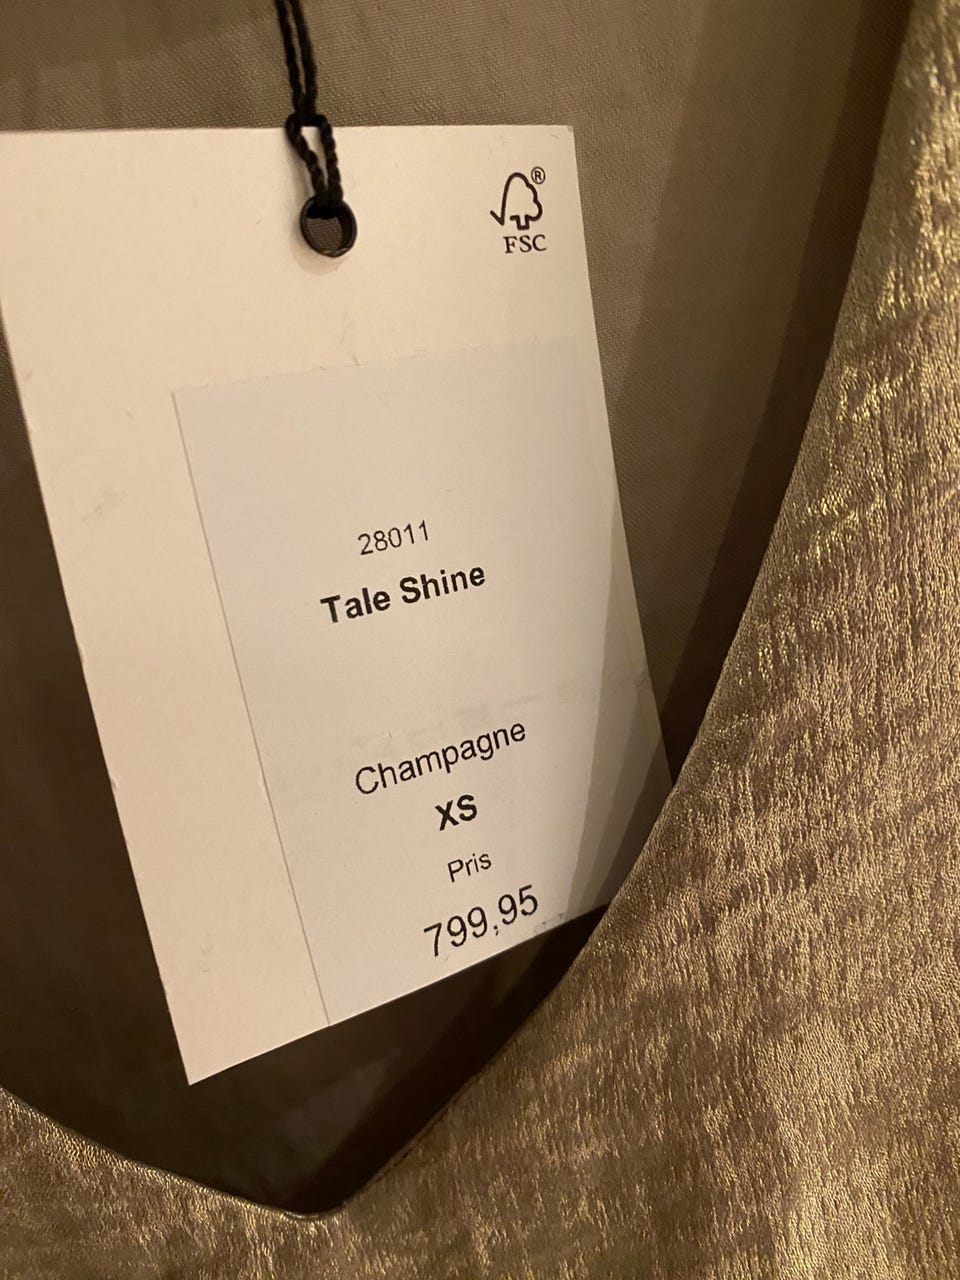 ®
FSC
28011
Tale Shine
Champagne
XS
Pris
799,95